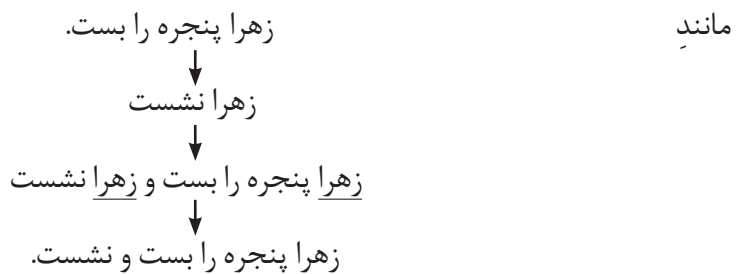 مانندِ
زهرا پنجره را بست.
زهرا نشست
زهرا پنجره را بست و زهرا نشست
زهرا پنجره را بست و نشست.